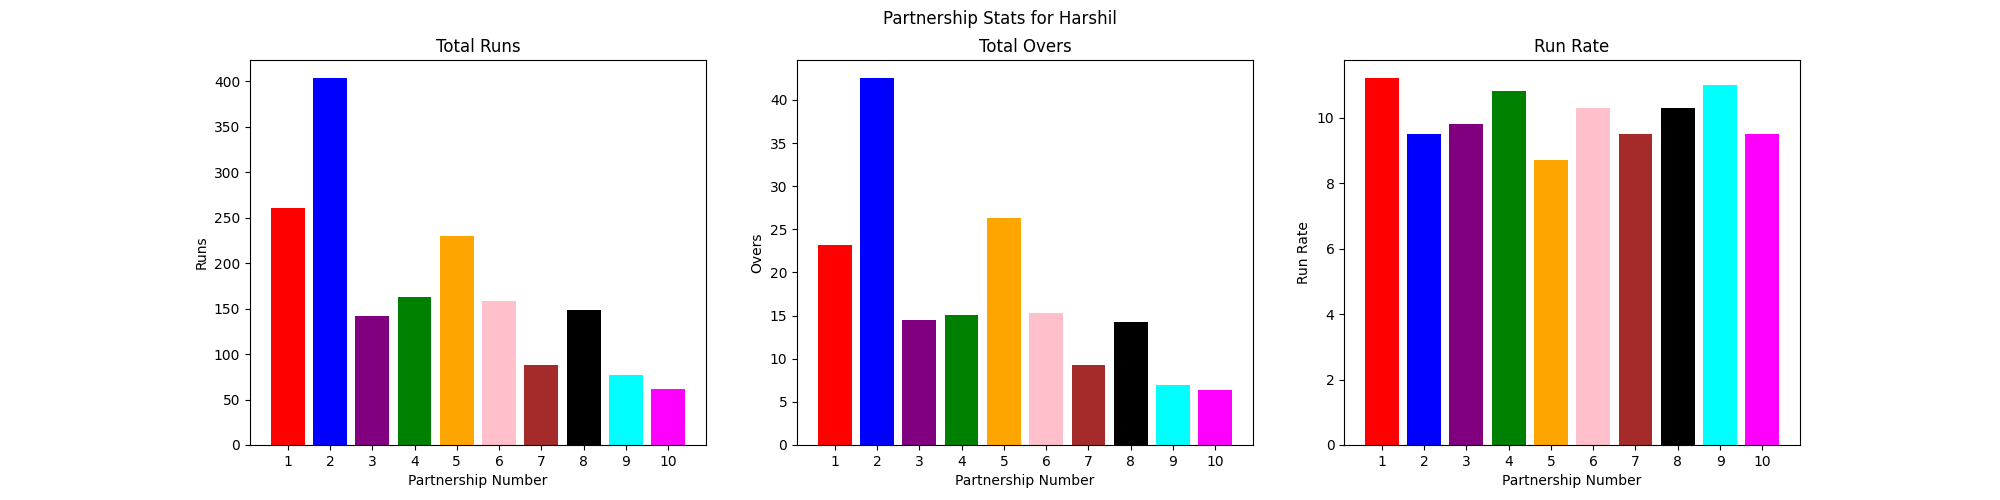 Partnership Stats for Harshil
Total Runs
Runs
400
350
300
250
200
150
100
50
0
1 2 3 4 5 6 7 8 9 10
Partnership Number
Total Overs
Overs
40
35
30
25
20
15
10
5
0
1 2 3 4 5 6 7 8 9 10
Partnership Number
Run Rate
Run Rate
10
8
6
4
2
0
1 2 3 4 5 6 7 8 9 10
Partnership Number